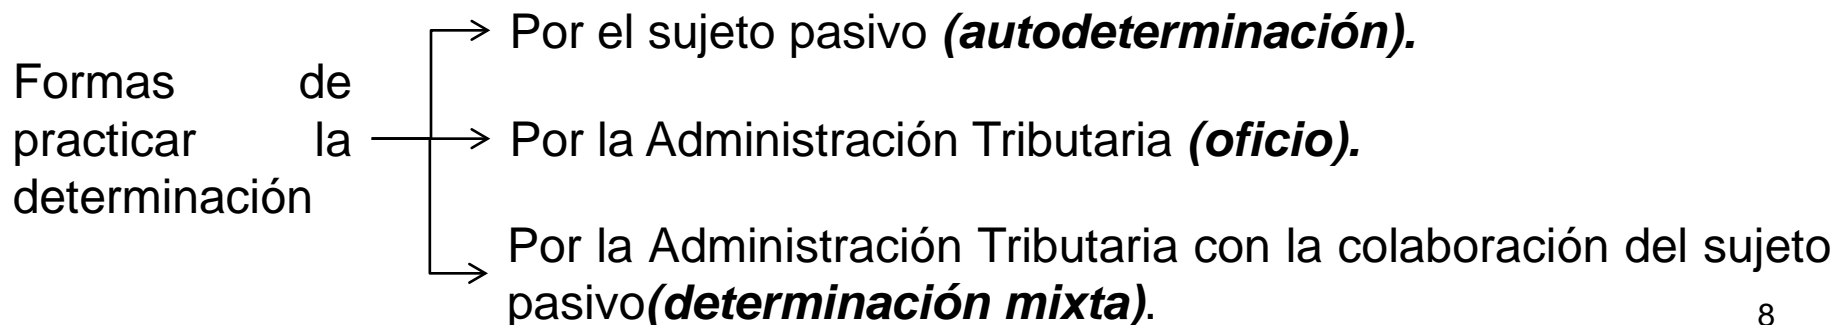 Formas de
practicar la
determinación
Por el sujeto pasivo (autodeterminación).
Por la Administración Tributaria (oficio).
Por la Administración Tributaria con la colaboración del sujeto
pasivo(determinación mixta).
8